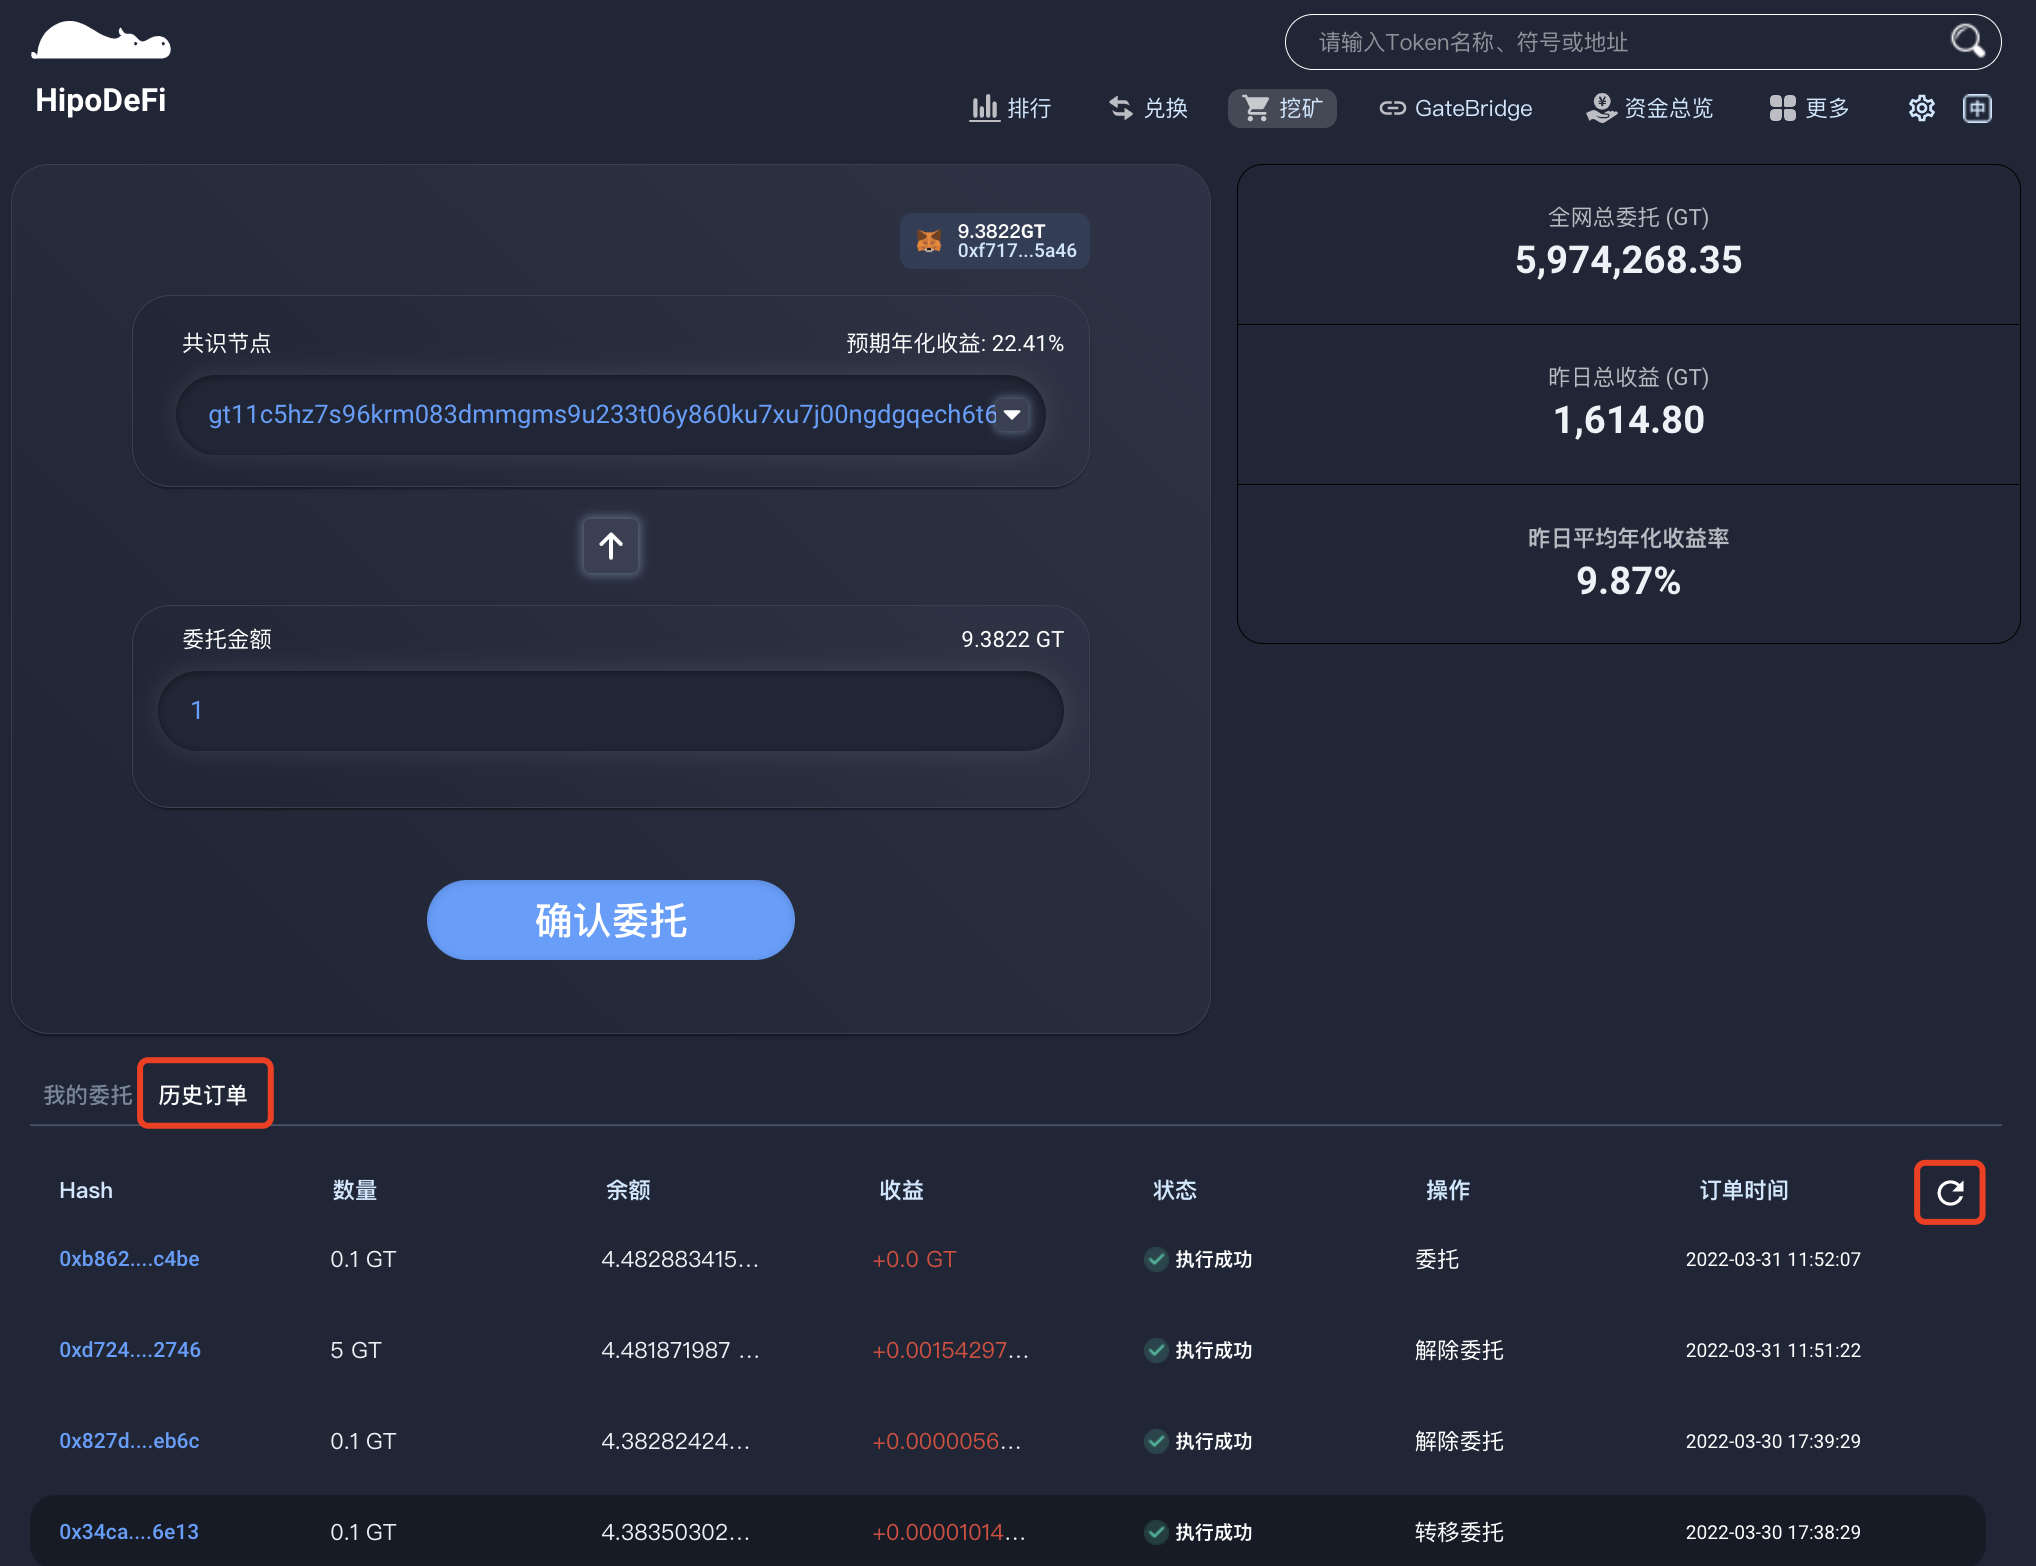 HipoDeFi
请输入Token名称、符号或地址
排行 兑换 挖矿 GateBridge 资金总览 更多 中
9.3822GT
0xf717...5a46
共识节点 预期年化收益: 22.41%
gt11c5hz7s96krm083dmmgms9u233t06y860ku7xu7j00ngdgqech6t6
委托金额 9.3822 GT
1
确认委托
全网总委托 (GT)
5,974,268.35
昨日总收益 (GT)
1,614.80
昨日平均年化收益率
9.87%
我的委托 历史订单
Hash 数量 余额 收益 状态 操作 订单时间
0xb862....c4be 0.1 GT 4.482883415... +0.0 GT 执行成功 委托 2022-03-31 11:52:07
0xd724....2746 5 GT 4.481871987 ... +0.00154297... 执行成功 解除委托 2022-03-31 11:51:22
0x827d....eb6c 0.1 GT 4.38282424... +0.0000056... 执行成功 解除委托 2022-03-30 17:39:29
0x34ca....6e13 0.1 GT 4.38350302... +0.00001014... 执行成功 转移委托 2022-03-30 17:38:29